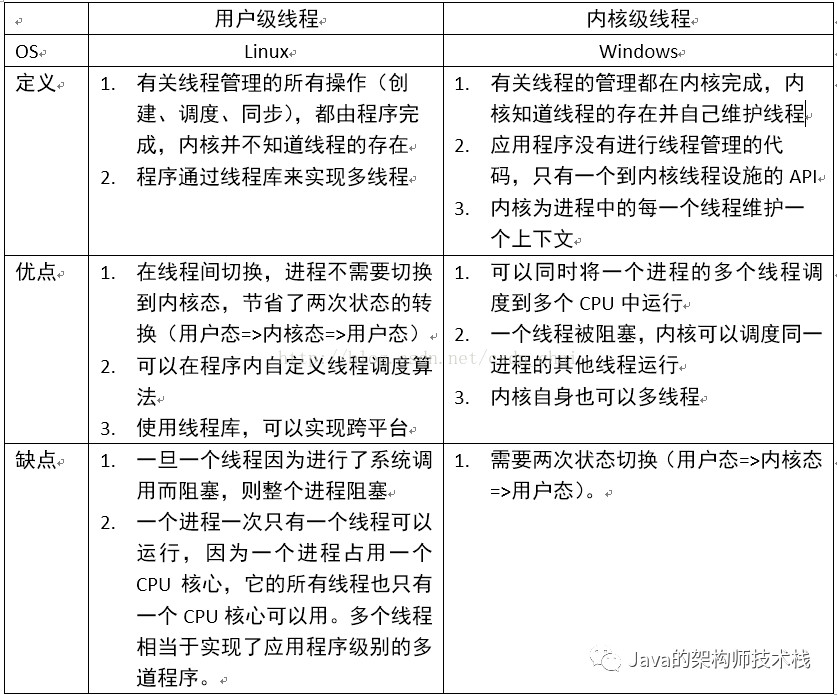 用户级线程
内核级线程
OS
Linux
Windows
定义
1. 有关线程管理的所有操作（创
建、调度、同步），都由程序完
成，内核并不知道线程的存在
2. 程序通过线程库来实现多线程
1. 有关线程的管理都在内核完成，内
核知道线程的存在并自己维护线程
2. 应用程序没有进行线程管理的代
码，只有一个到内核线程设施的 API
3. 内核为进程中的每一个线程维护一
个上下文
优点
1. 在线程间切换，进程不需要切换
到内核态，节省了两次状态的转
换（用户态=>内核态=>用户态）
2. 可以在程序内自定义线程调度算
法
3. 使用线程库，可以实现跨平台
1. 可以同时将一个进程的多个线程调
度到多个 CPU 中运行
2. 一个线程被阻塞，内核可以调度同一
进程的其他线程运行
3. 内核自身也可以多线程
缺点
1. 一旦一个线程因为进行了系统调
用而阻塞，则整个进程阻塞
2. 一个进程一次只有一个线程可以
运行，因为一个进程占用一个
CPU 核心，它的所有线程也只有
一个 CPU 核心可以用。多个线程
相当于实现了应用程序级别的多
道程序。
1. 需要两次状态切换（用户态=>内核态
=>用户态）。
Java的架构师技术栈